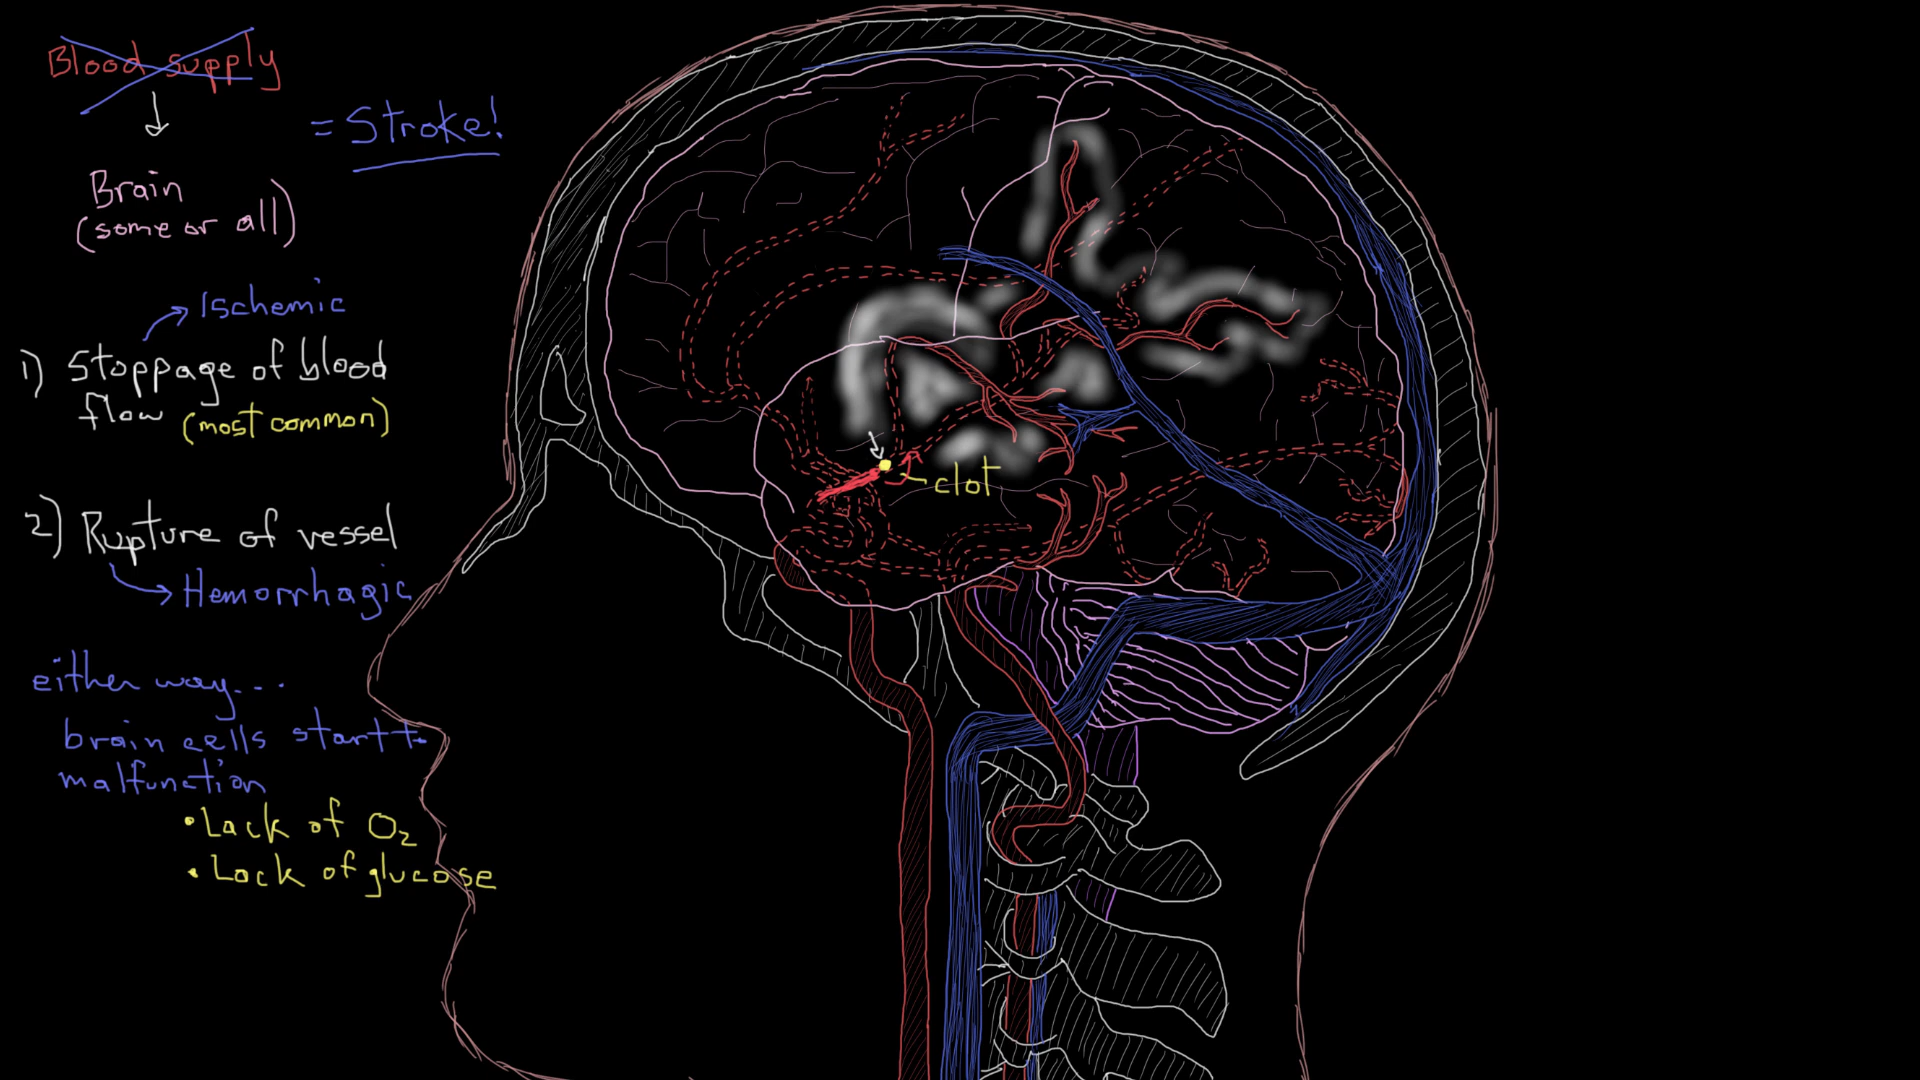 Blood supply
= Stroke!
Brain
(some or all)
Ischemic
1) Stoppage of blood
flow (most common)
2) Rupture of vessel
Hemorrhagic
either way...
brain cells start to
malfunction
• Lack of O2
• Lack of glucose
clot